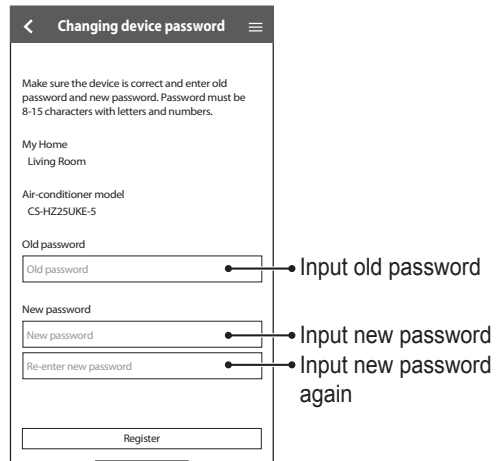 Changing device password
Make sure the device is correct and enter old
password and new password. Password must be
8-15 characters with letters and numbers.
My Home
Living Room
Air-conditioner model
CS-HZ25UKE-5
Old password
Old password
Input old password
New password
New password
Input new password
Re-enter new password
Input new password
again
Register